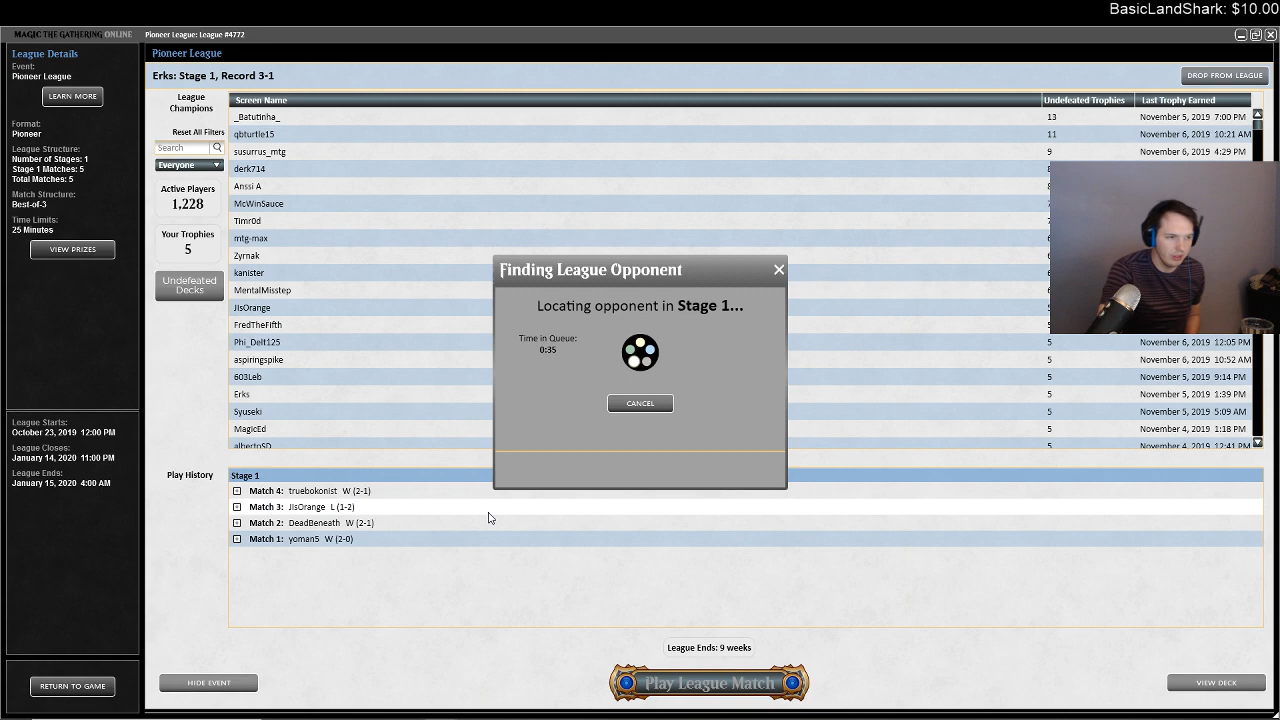 BasicLandShark: $10.00
MAGIC THE GATHERING ONLINE
Pioneer League: League #4772
League Details
Event:
Pioneer League
LEARN MORE
Format:
Pioneer
League Structure:
Number of Stages: 1
Stage 1 Matches: 5
Total Matches: 5
Match Structure:
Best-of-3
Time Limits:
25 Minutes
VIEW PRIZES
League Starts:
October 23, 2019 12:00 PM
League Closes:
January 14, 2020 11:00 PM
League Ends:
January 15, 2020 4:00 AM
RETURN TO GAME
Pioneer League
Erks: Stage 1, Record 3-1
DROP FROM LEAGUE
League
Champions
Reset All Filters
Search
Everyone
Active Players
1,228
Your Trophies
5
Undefeated
Decks
Screen Name Undefeated Trophies Last Trophy Earned
_Batutinha_ 13 November 5, 2019 7:00 PM
qbturtle15 11 November 6, 2019 10:21 AM
susurrus_mtg 9 November 6, 2019 4:29 PM
derk714
Anssi A
McWinSauce
Timr0d
mtg-max
Zyrnak
kanister
MentalMisstep
JIsOrange
FredTheFifth
Phi_Delt125 5 November 6, 2019 12:05 PM
aspiringspike 5 November 6, 2019 10:52 AM
603Leb 5 November 5, 2019 9:14 PM
Erks 5 November 5, 2019 1:39 PM
Syuseki 5 November 5, 2019 5:09 AM
MagicEd 5 November 4, 2019 1:18 PM
albertoSD 5 November 4, 2019 12:41 PM
Finding League Opponent
Locating opponent in Stage 1...
Time in Queue:
0:35
CANCEL
Play History
Stage 1
Match 4: truebokonist W (2-1)
Match 3: JIsOrange L (1-2)
Match 2: DeadBeneath W (2-1)
Match 1: yoman5 W (2-0)
League Ends: 9 weeks
HIDE EVENT
Play League Match
VIEW DECK